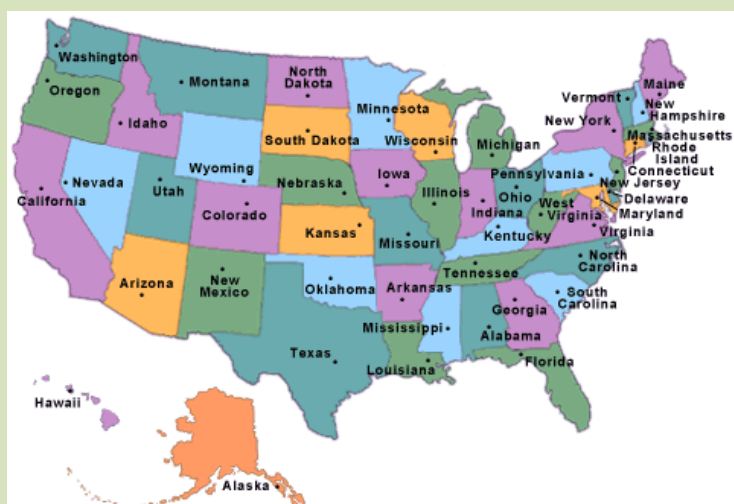 Washington
Montana
North
Dakota
Minnesota
Maine
Oregon
Idaho
Vermont
New
Hampshire
New York
Massachusetts
Rhode
Island
Connecticut
South Dakota
Wisconsin
Michigan
Wyoming
Nebraska
Iowa
Pennsylvania
New Jersey
Delaware
Maryland
Nevada
Utah
California
Colorado
Illinois
Indiana
Ohio
West
Virginia
Virginia
Kansas
Missouri
Kentucky
North
Carolina
Tennessee
Arizona
New
Mexico
Oklahoma
Arkansas
South
Carolina
Georgia
Mississippi
Alabama
Texas
Louisiana
Florida
Hawaii
Alaska